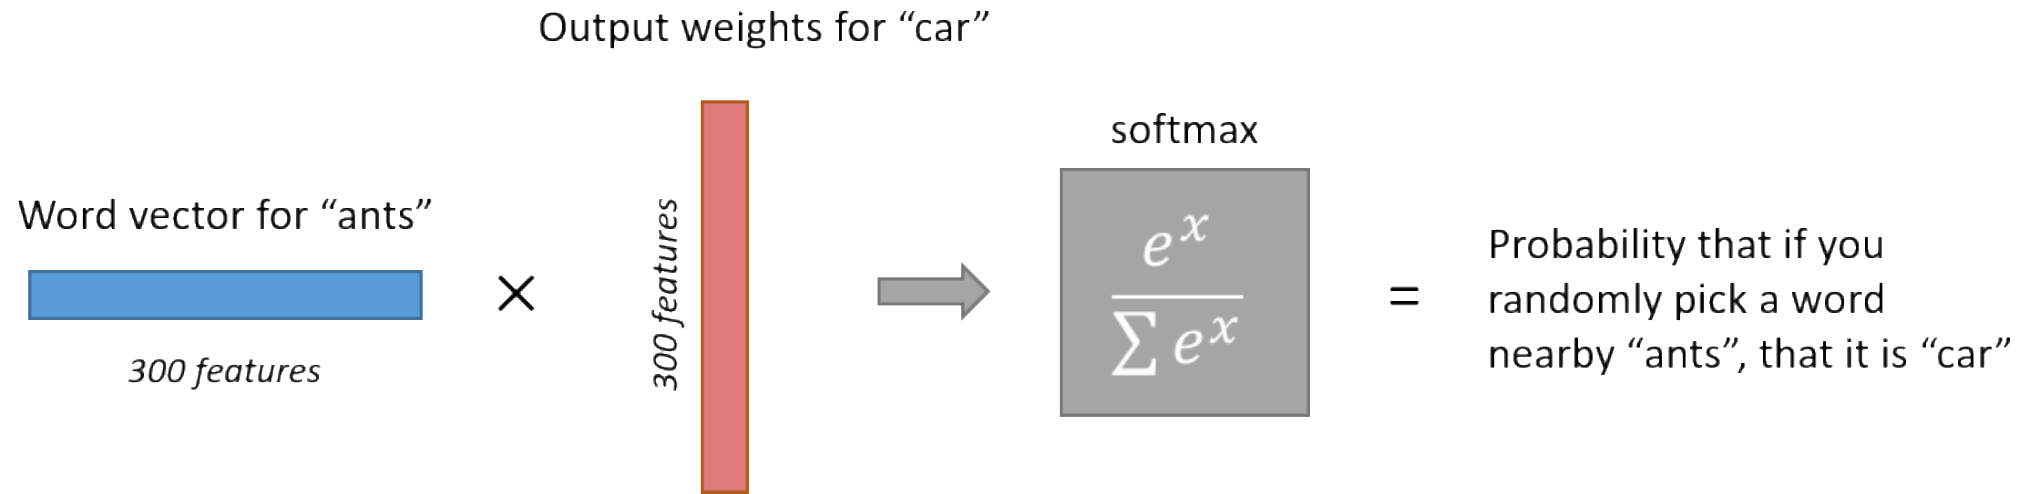 Output weights for “car”
softmax
Word vector for “ants”
300 features
×
300 features
e^x
∑ e^x
=
Probability that if you
randomly pick a word
nearby “ants”, that it is “car”